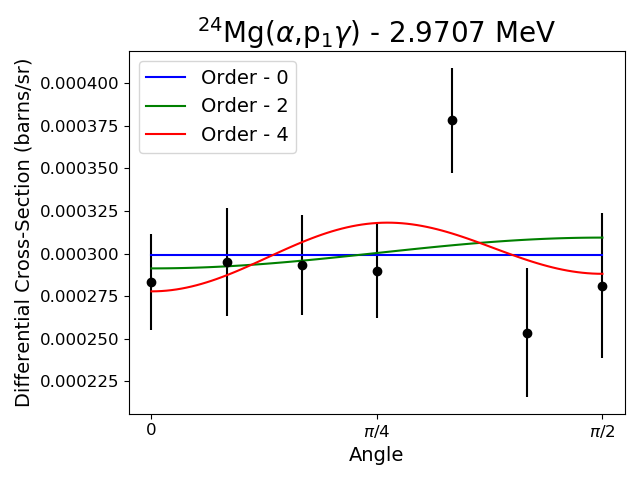 ²⁴Mg(α,p₁γ) - 2.9707 MeV
Order - 0
Order - 2
Order - 4
Differential Cross-Section (barns/sr)
0.000400
0.000375
0.000350
0.000325
0.000300
0.000275
0.000250
0.000225
0
π/4
π/2
Angle